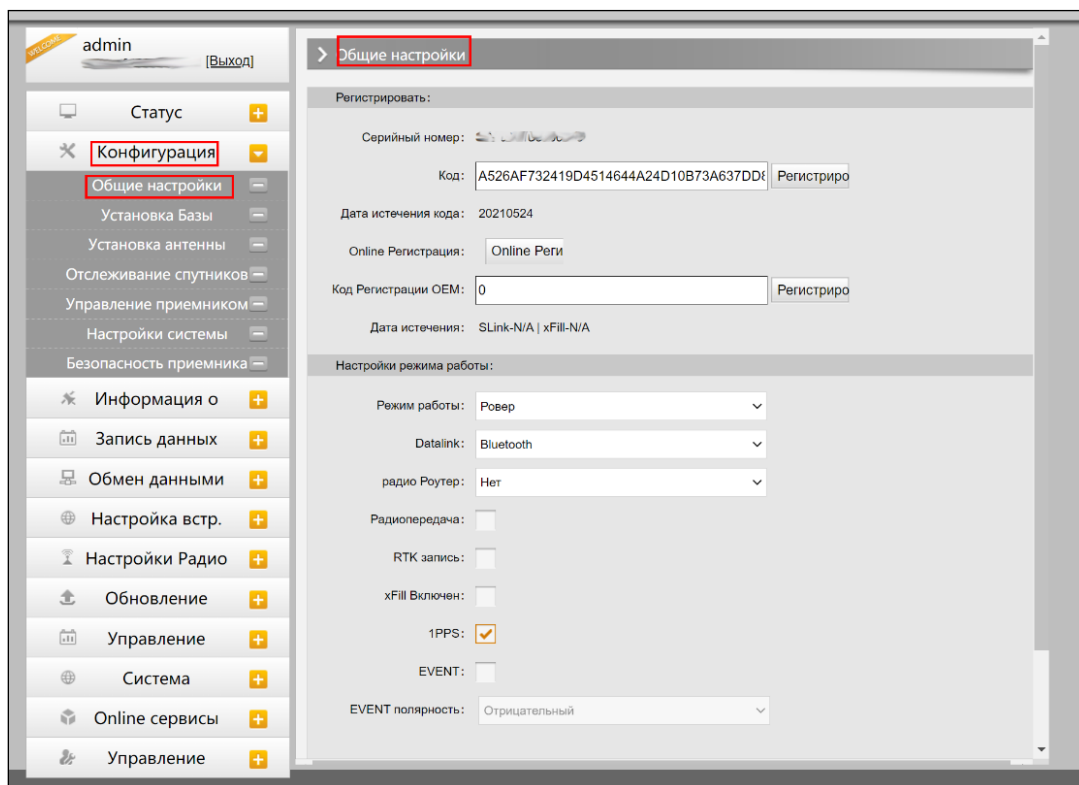 WELCOME
admin
[Выход]
Статус
Конфигурация
Общие настройки
Установка Базы
Установка антенны
Отслеживание спутников
Управление приемником
Настройки системы
Безопасность приемника
Информация о
Запись данных
Обмен данными
Настройка встр.
Настройки Радио
Обновление
Управление
Система
Online сервисы
Управление
Общие настройки
Регистрировать:
Серийный номер:
Код: A526AF732419D4514644A24D10B73A637DD8 Регистриро
Дата истечения кода: 20210524
Online Регистрация: Online Реги
Код Регистрации OEM: 0 Регистриро
Дата истечения: SLink-N/A | xFill-N/A
Настройки режима работы:
Режим работы: Ровер
Datalink: Bluetooth
радио Роутер: Нет
Радиопередача:
RTK запись:
xFill Включен:
1PPS:
EVENT:
EVENT полярность: Отрицательный